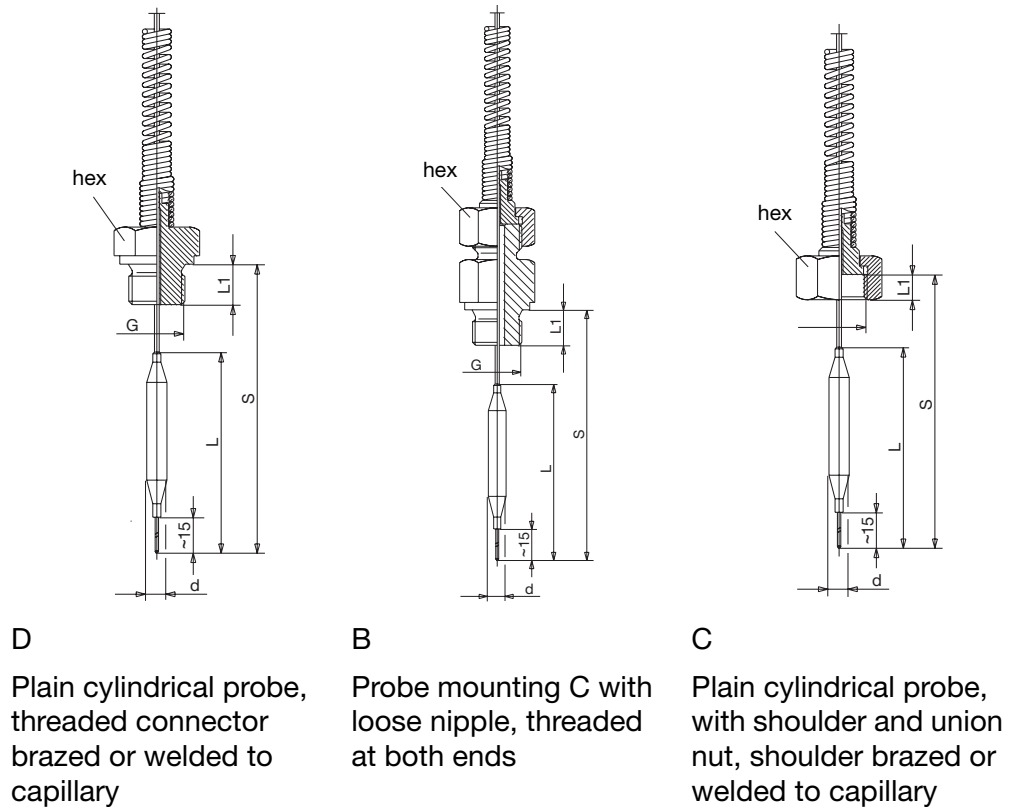 hex
L1
G
S
L
~15
d
hex
L1
G
S
L
~15
d
hex
L1
S
L
~15
d
D
Plain cylindrical probe,
threaded connector
brazed or welded to
capillary
B
Probe mounting C with
loose nipple, threaded
at both ends
C
Plain cylindrical probe,
with shoulder and union
nut, shoulder brazed or
welded to capillary